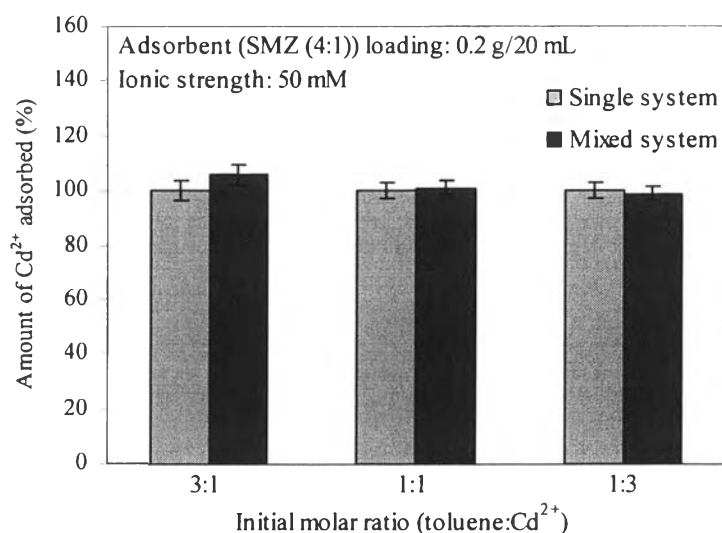 160
140
120
100
80
60
40
20
0
Amount of Cd²⁺ adsorbed (%)
Adsorbent (SMZ (4:1)) loading: 0.2 g/20 mL
Ionic strength: 50 mM
Single system
Mixed system
3:1 1:1 1:3
Initial molar ratio (toluene:Cd²⁺)